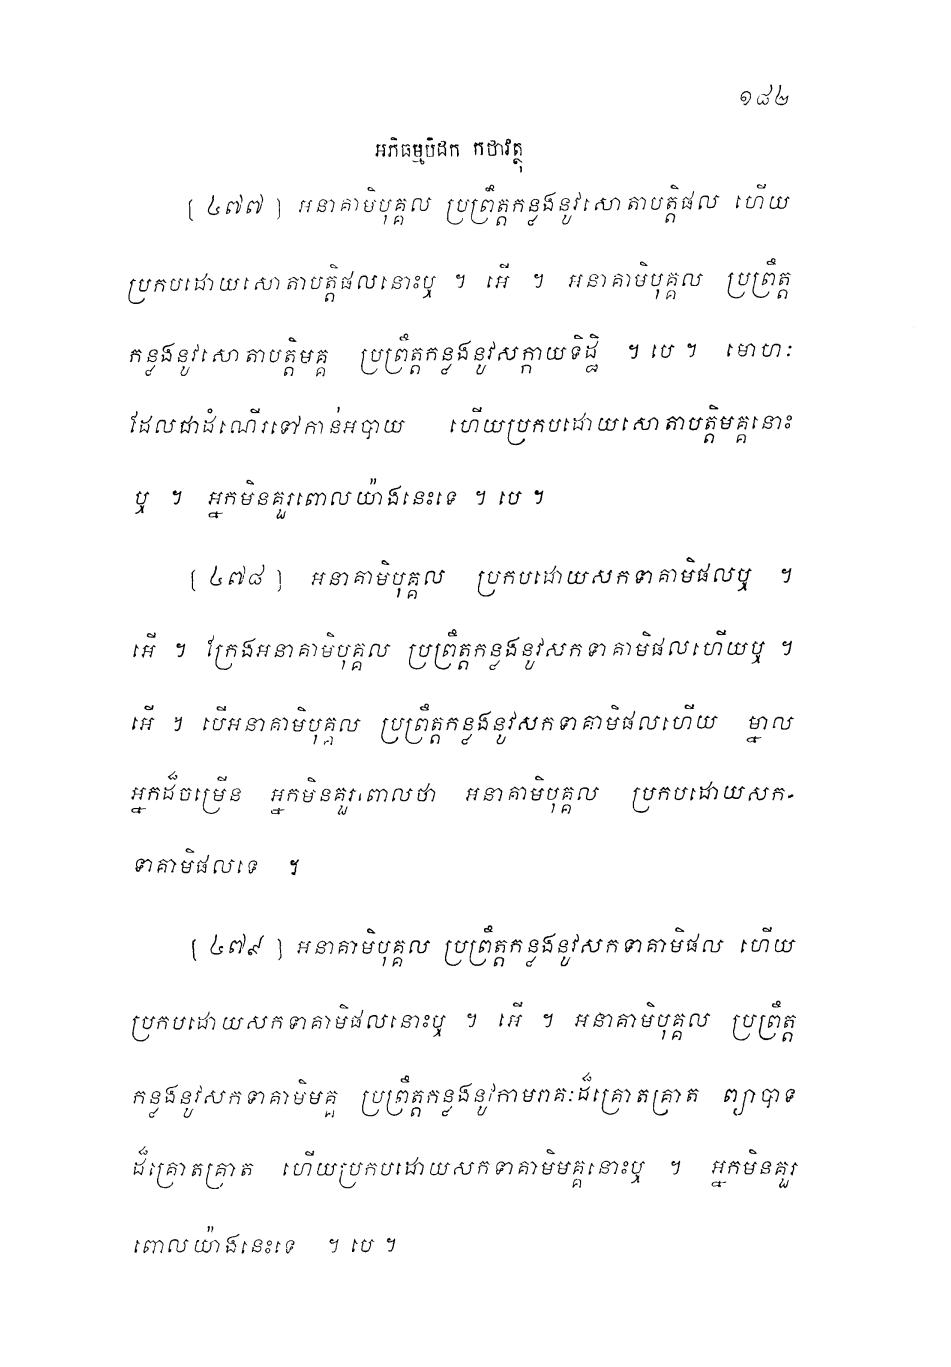 ១៨២
អភិធម្មបិដក កថាវត្ថុ
[ ៤៧៧ ] អនាគាមិបុគ្គល ប្រព្រឹត្តកន្លងនូវសោតាបត្តិផល ហើយ
ប្រកបដោយសោតាបត្តិផលនោះឬ ។ អើ ។ អនាគាមិបុគ្គល ប្រព្រឹត្ត
កន្លងនូវសោតាបត្តិមគ្គ ប្រព្រឹត្តកន្លងនូវសក្កាយទិដ្ឋិ ។ បេ ។ មោហៈ
ដែលជាដំណើរទៅកាន់អបាយ ហើយប្រកបដោយសោតាបត្តិមគ្គនោះ
ឬ ។ អ្នកមិនគួរពោលយ៉ាងនេះទេ ។ បេ ។
[ ៤៧៨ ] អនាគាមិបុគ្គល ប្រកបដោយសកទាគាមិផលឬ ។
អើ ។ ក្រែងអនាគាមិបុគ្គល ប្រព្រឹត្តកន្លងនូវសកទាគាមិផលហើយឬ ។
អើ ។ បើអនាគាមិបុគ្គល ប្រព្រឹត្តកន្លងនូវសកទាគាមិផលហើយ ម្នាល
អ្នកដ៏ចម្រើន អ្នកមិនគួរពោលថា អនាគាមិបុគ្គល ប្រកបដោយសក-
ទាគាមិផលទេ ។
[ ៤៧៩ ] អនាគាមិបុគ្គល ប្រព្រឹត្តកន្លងនូវសកទាគាមិផល ហើយ
ប្រកបដោយសកទាគាមិផលនោះឬ ។ អើ ។ អនាគាមិបុគ្គល ប្រព្រឹត្ត
កន្លងនូវសកទាគាមិមគ្គ ប្រព្រឹត្តកន្លងនូវកាមរាគៈដ៏គ្រោតគ្រាត ព្យាបាទ
ដ៏គ្រោតគ្រាត ហើយប្រកបដោយសកទាគាមិមគ្គនោះឬ ។ អ្នកមិនគួរ
ពោលយ៉ាងនេះទេ ។ បេ ។